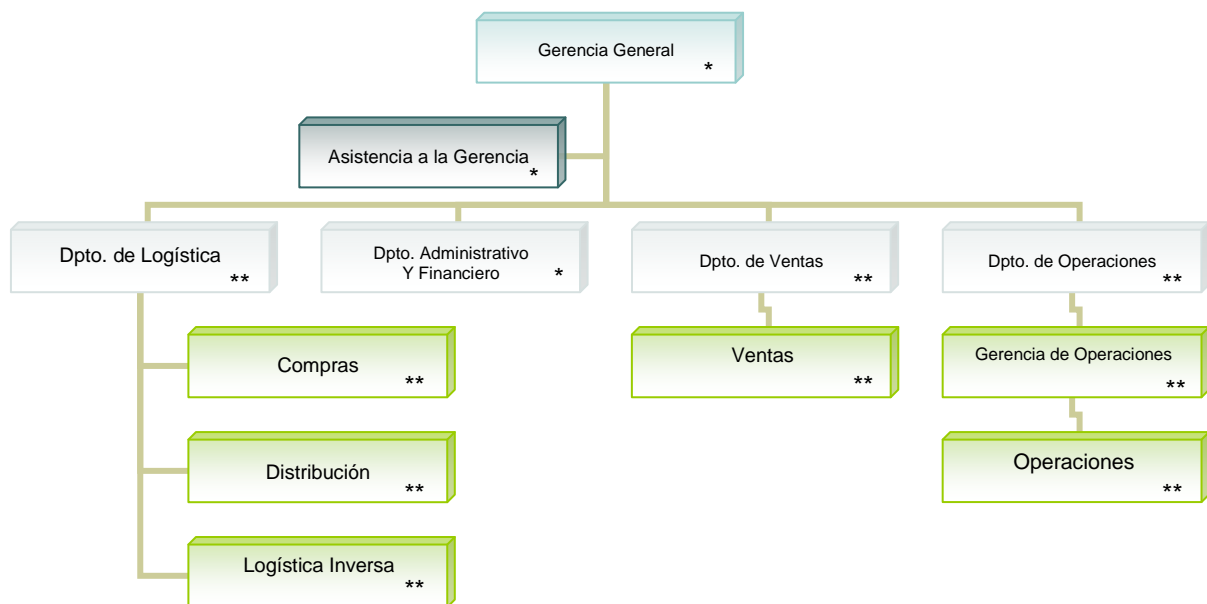 Gerencia General
*
Asistencia a la Gerencia
*
Dpto. de Logística
**
Dpto. Administrativo
Y Financiero *
Dpto. de Ventas
**
Dpto. de Operaciones
**
Compras
**
Distribución
**
Logística Inversa
**
Ventas
**
Gerencia de Operaciones
**
Operaciones
**